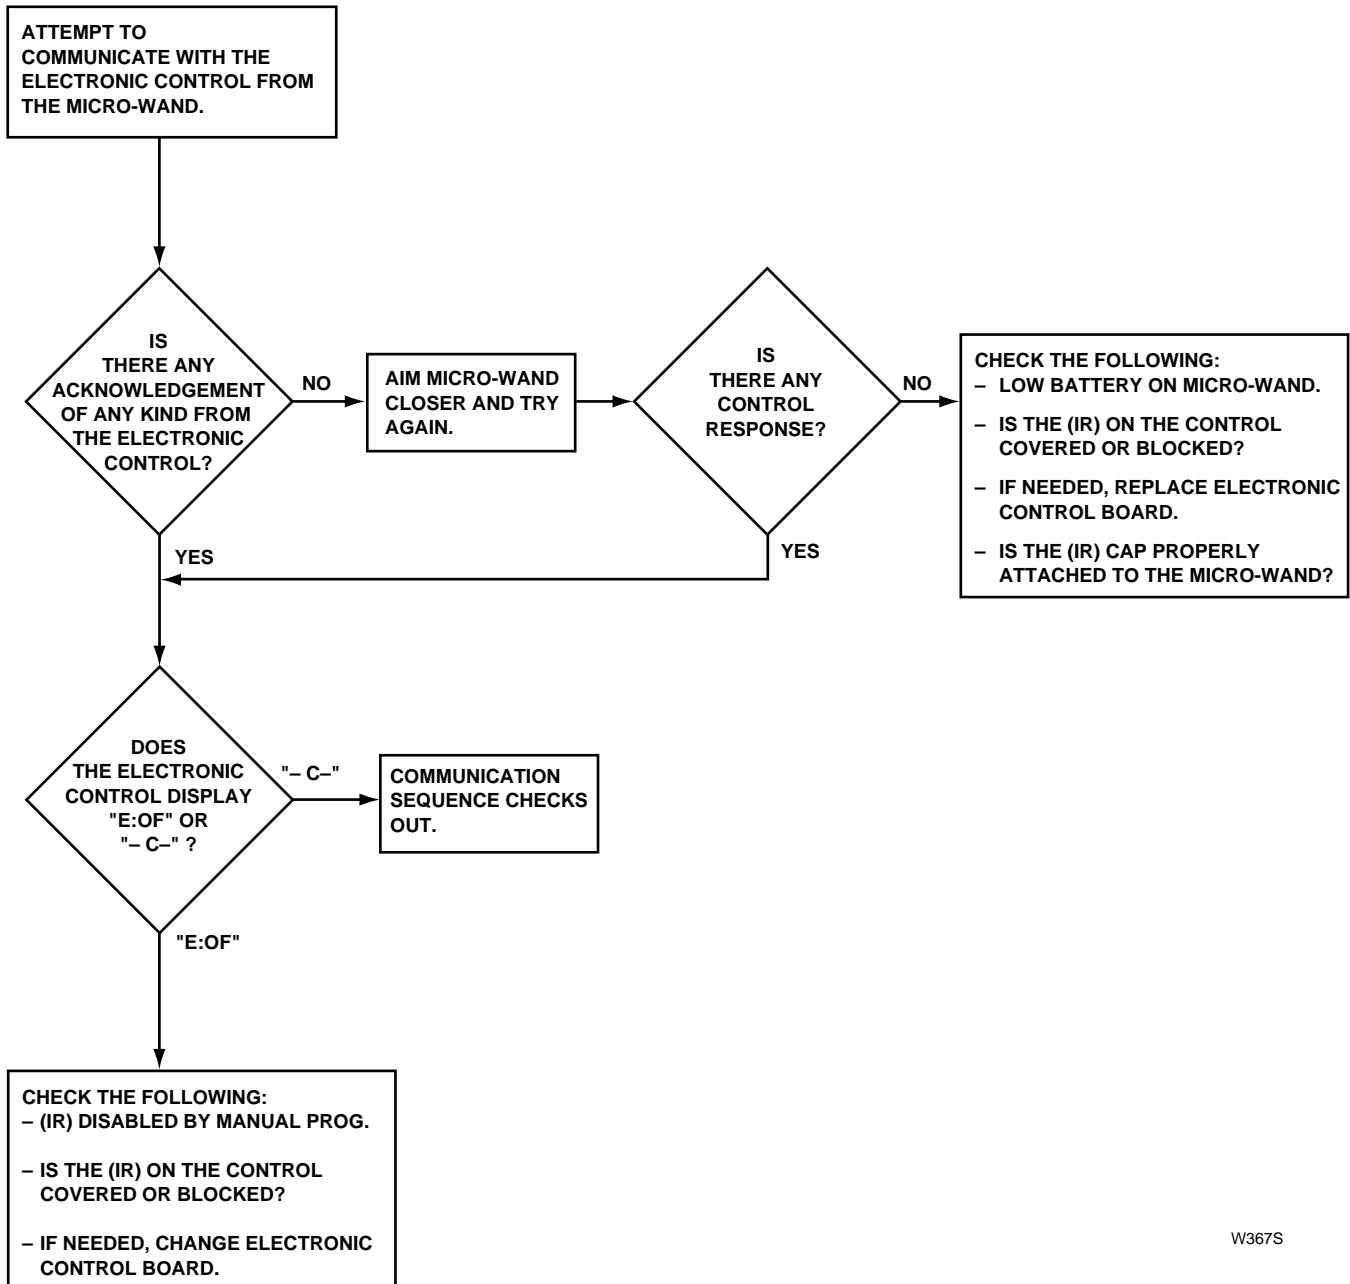 ATTEMPT TO
COMMUNICATE WITH THE
ELECTRONIC CONTROL FROM
THE MICRO-WAND.
IS
THERE ANY
ACKNOWLEDGEMENT
OF ANY KIND FROM
THE ELECTRONIC
CONTROL?
NO
AIM MICRO-WAND
CLOSER AND TRY
AGAIN.
IS
THERE ANY
CONTROL
RESPONSE?
NO
CHECK THE FOLLOWING:
– LOW BATTERY ON MICRO-WAND.
– IS THE (IR) ON THE CONTROL
COVERED OR BLOCKED?
– IF NEEDED, REPLACE ELECTRONIC
CONTROL BOARD.
– IS THE (IR) CAP PROPERLY
ATTACHED TO THE MICRO-WAND?
YES
YES
DOES
THE ELECTRONIC
CONTROL DISPLAY
"E:OF" OR
"– C–" ?
"– C–"
COMMUNICATION
SEQUENCE CHECKS
OUT.
"E:OF"
CHECK THE FOLLOWING:
– (IR) DISABLED BY MANUAL PROG.
– IS THE (IR) ON THE CONTROL
COVERED OR BLOCKED?
– IF NEEDED, CHANGE ELECTRONIC
CONTROL BOARD.
W367S